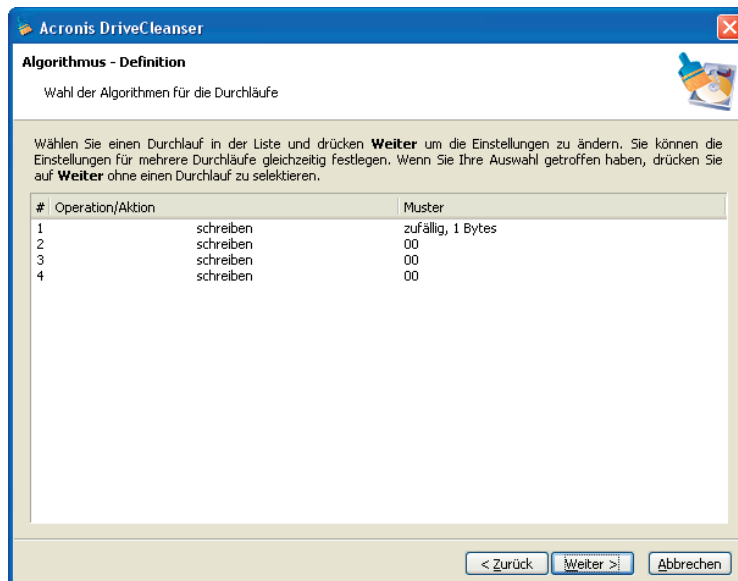 Acronis DriveCleanser
Algorithmus - Definition
Wahl der Algorithmen für die Durchläufe
Wählen Sie einen Durchlauf in der Liste und drücken Weiter um die Einstellungen zu ändern. Sie können die
Einstellungen für mehrere Durchläufe gleichzeitig festlegen. Wenn Sie Ihre Auswahl getroffen haben, drücken Sie
auf Weiter ohne einen Durchlauf zu selektieren.
# Operation/Aktion Muster
1 schreiben zufällig, 1 Bytes
2 schreiben 00
3 schreiben 00
4 schreiben 00
< Zurück Weiter > Abbrechen